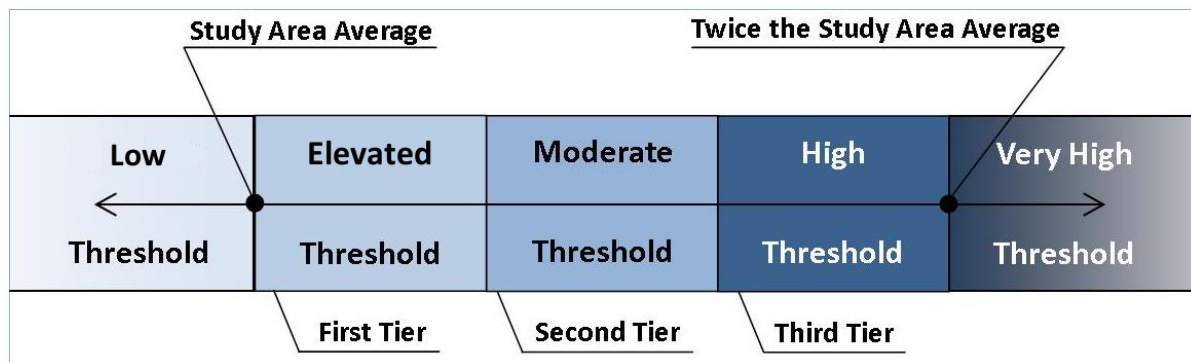 Study Area Average
Twice the Study Area Average
Low
Elevated
Moderate
High
Very High
Threshold
Threshold
Threshold
Threshold
Threshold
First Tier
Second Tier
Third Tier